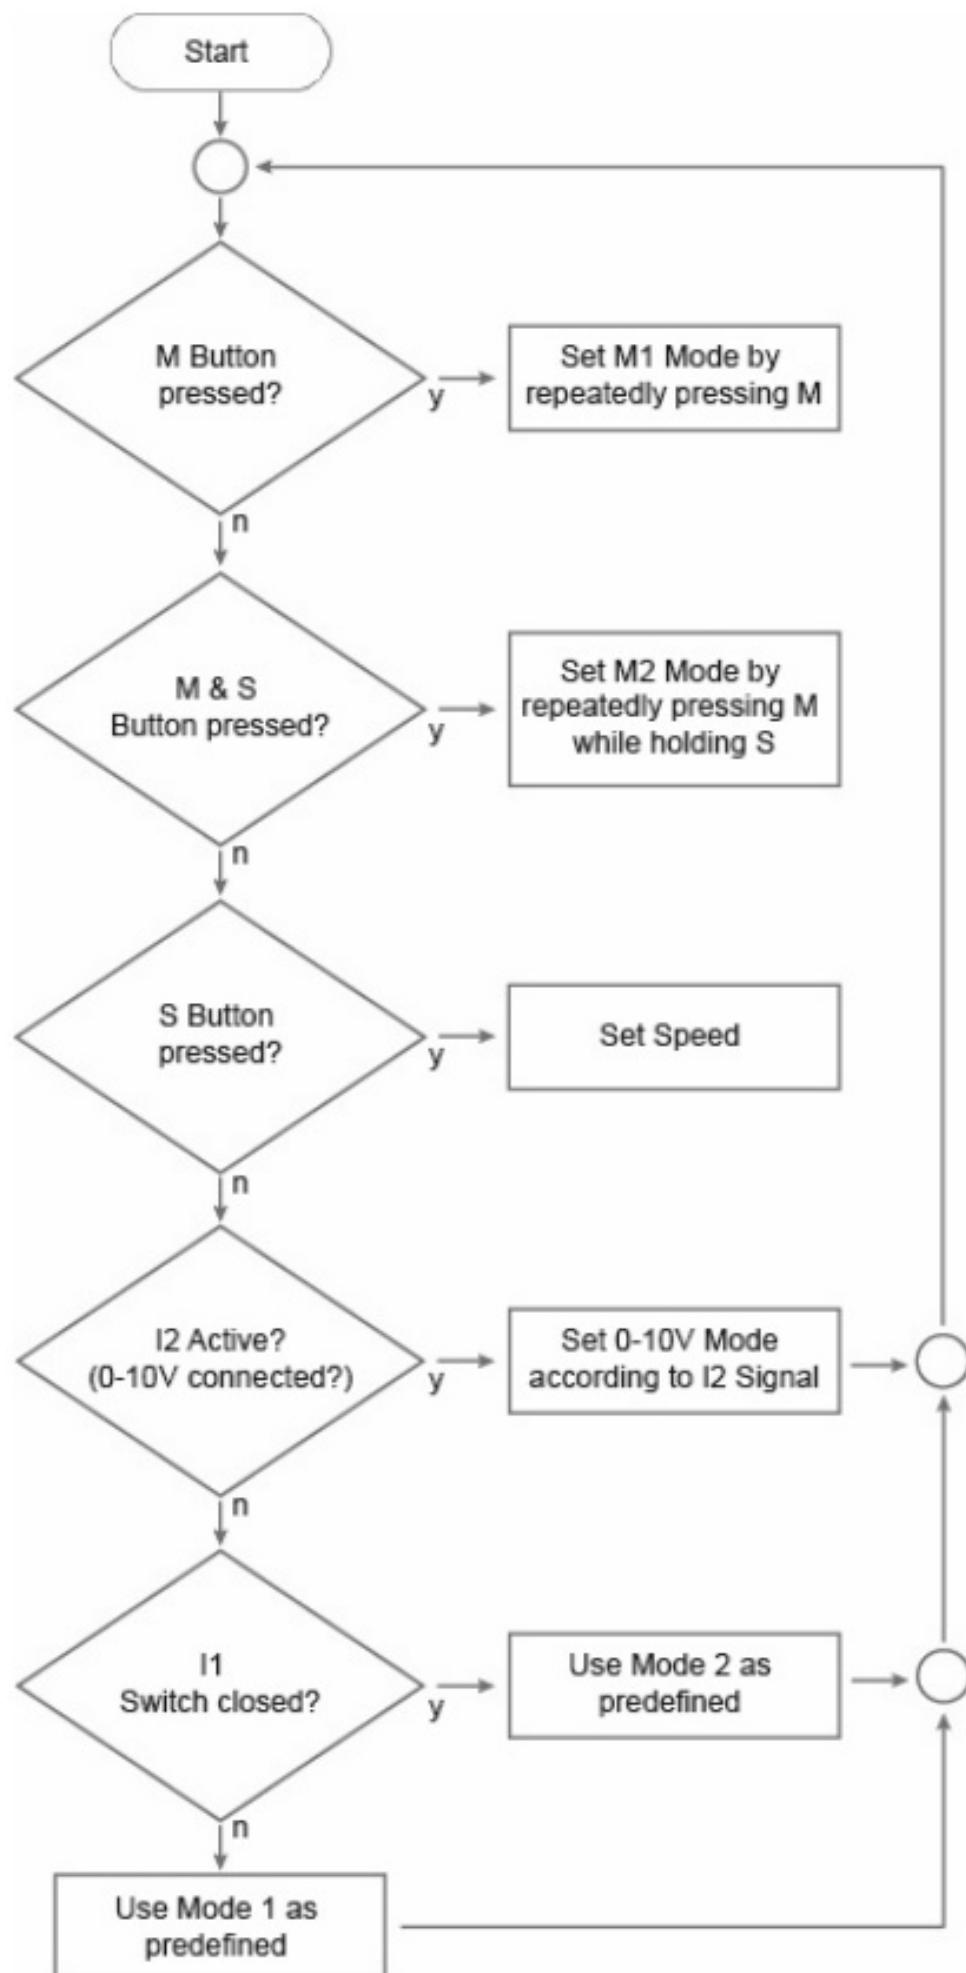 Start
M Button
pressed?
y
Set M1 Mode by
repeatedly pressing M
n
M & S
Button pressed?
y
Set M2 Mode by
repeatedly pressing M
while holding S
n
S Button
pressed?
y
Set Speed
n
I2 Active?
(0-10V connected?)
y
Set 0-10V Mode
according to I2 Signal
n
I1
Switch closed?
y
Use Mode 2 as
predefined
n
Use Mode 1 as
predefined